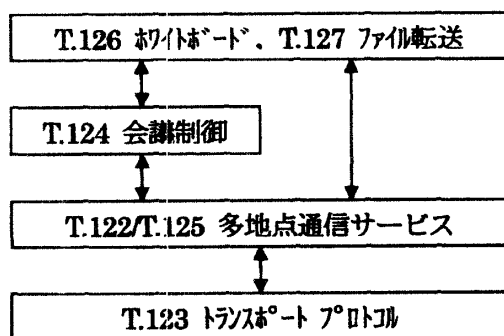 T.126 ﾎﾜｲﾄﾎﾞｰﾄﾞ、T.127 ﾌｧｲﾙ転送
T.124 会議制御
T.122/T.125 多地点通信サービス
T.123 ﾄﾗﾝｽﾎﾟｰﾄ ﾌﾟﾛﾄｺﾙ